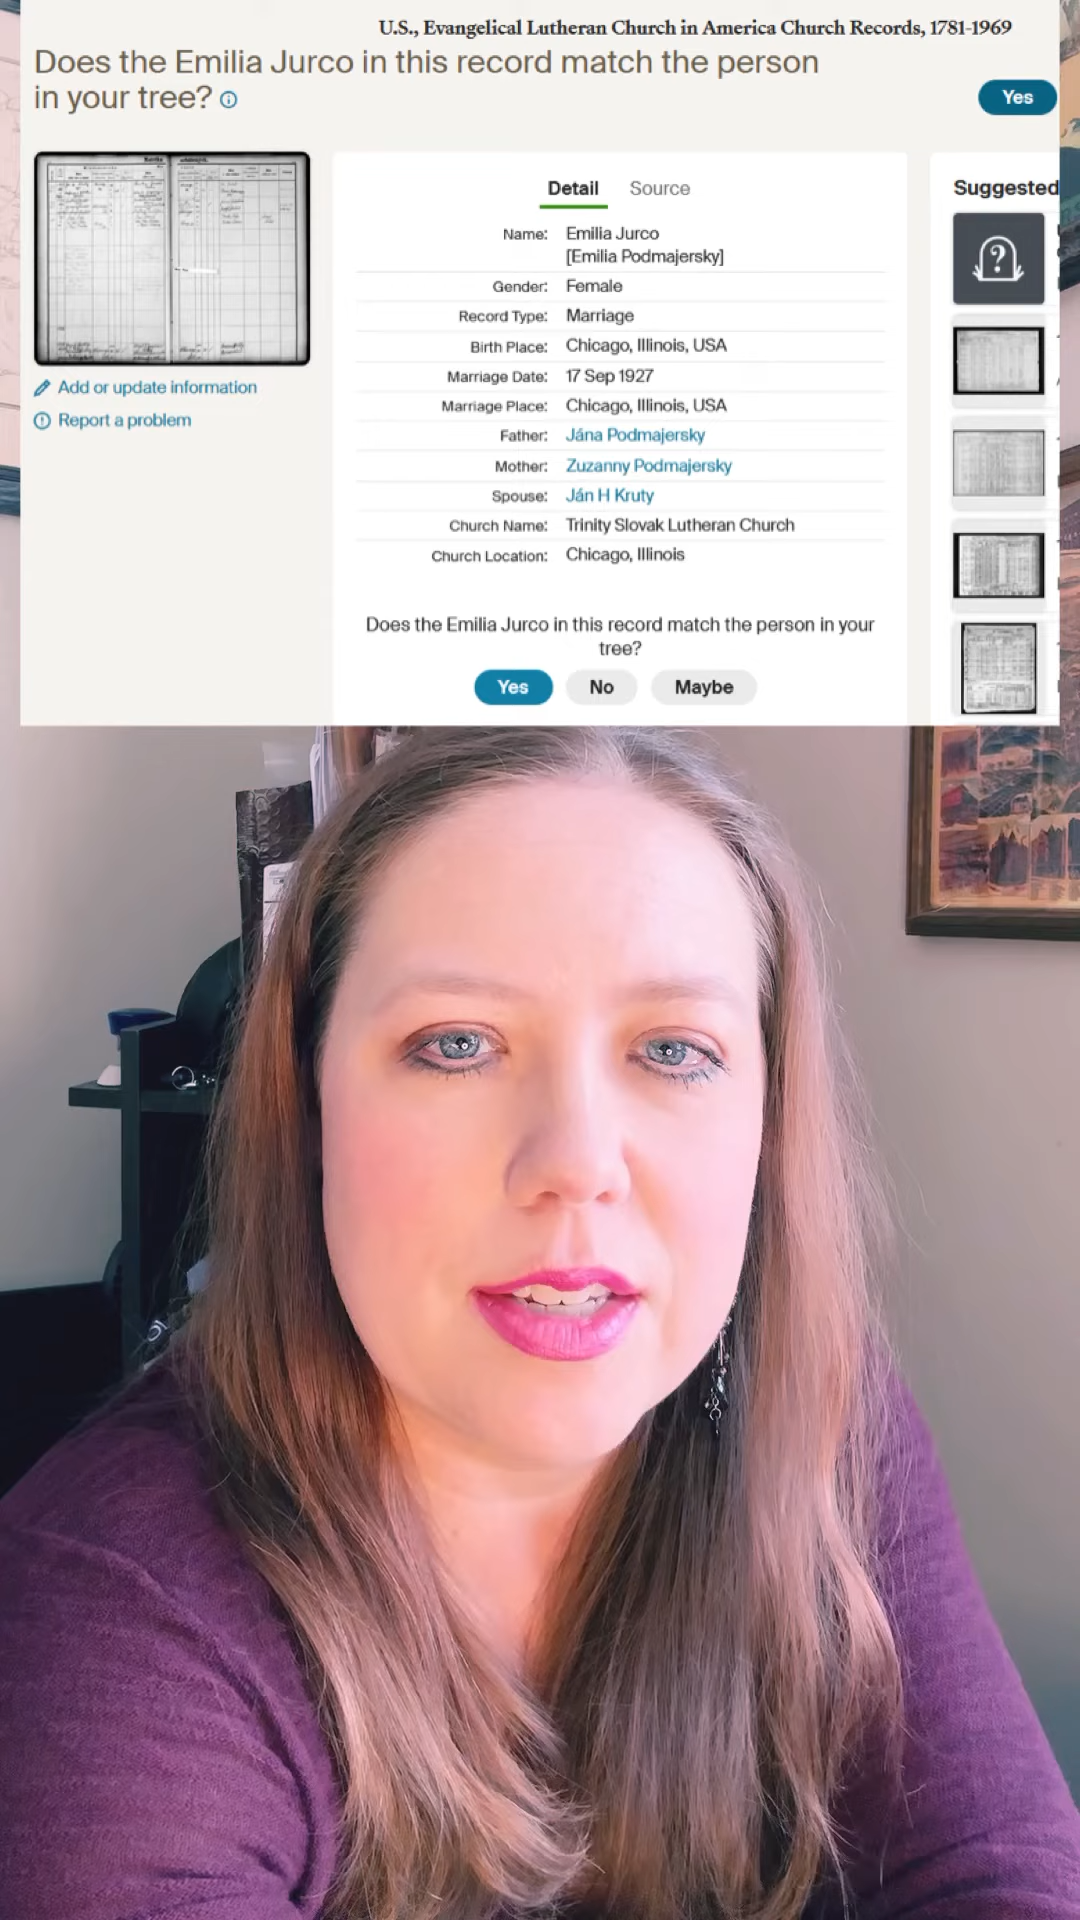 U.S., Evangelical Lutheran Church in America Church Records, 1781-1969
Does the Emilia Jurco in this record match the person
in your tree?
Yes
Add or update information
Report a problem
Detail Source
Name: Emilia Jurco
[Emilia Podmajersky]
Gender: Female
Record Type: Marriage
Birth Place: Chicago, Illinois, USA
Marriage Date: 17 Sep 1927
Marriage Place: Chicago, Illinois, USA
Father: Jána Podmajersky
Mother: Zuzanny Podmajersky
Spouse: Ján H Kruty
Church Name: Trinity Slovak Lutheran Church
Church Location: Chicago, Illinois
Does the Emilia Jurco in this record match the person in your
tree?
Yes No Maybe
Suggested
?